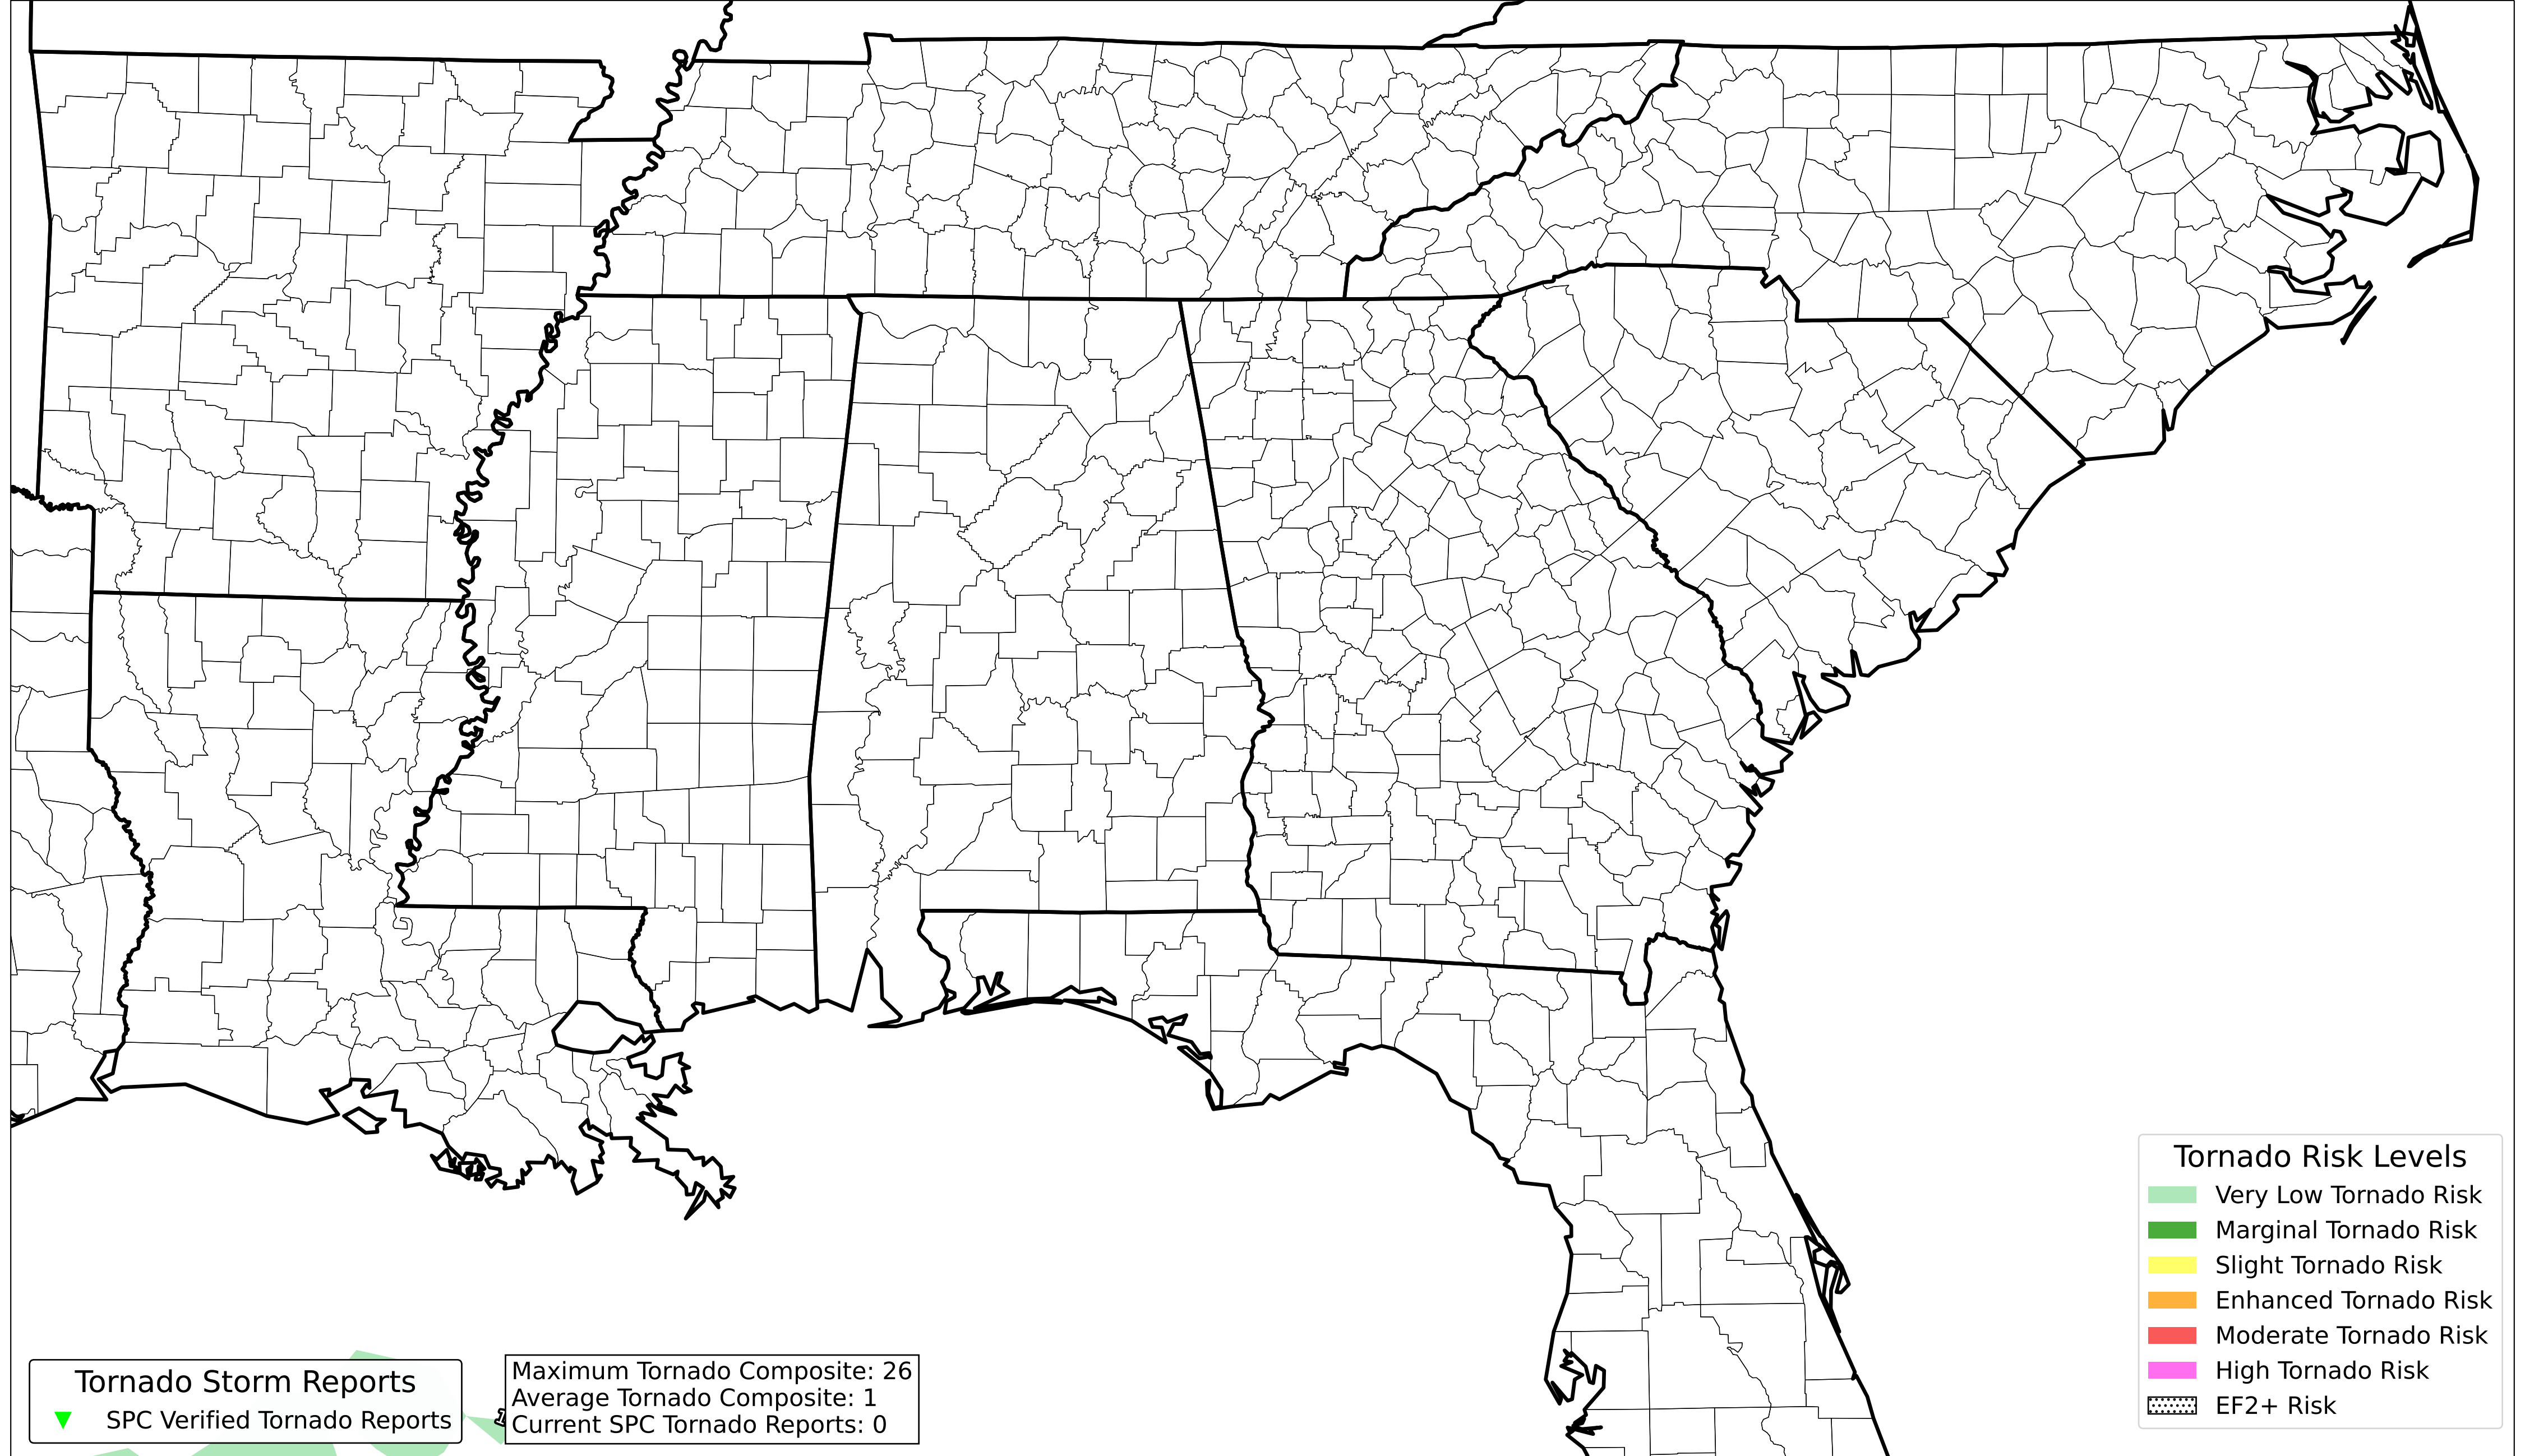 Tornado Risk Levels
Very Low Tornado Risk
Marginal Tornado Risk
Slight Tornado Risk
Enhanced Tornado Risk
Moderate Tornado Risk
High Tornado Risk
EF2+ Risk
Tornado Storm Reports
SPC Verified Tornado Reports
Maximum Tornado Composite: 26
Average Tornado Composite: 1
Current SPC Tornado Reports: 0